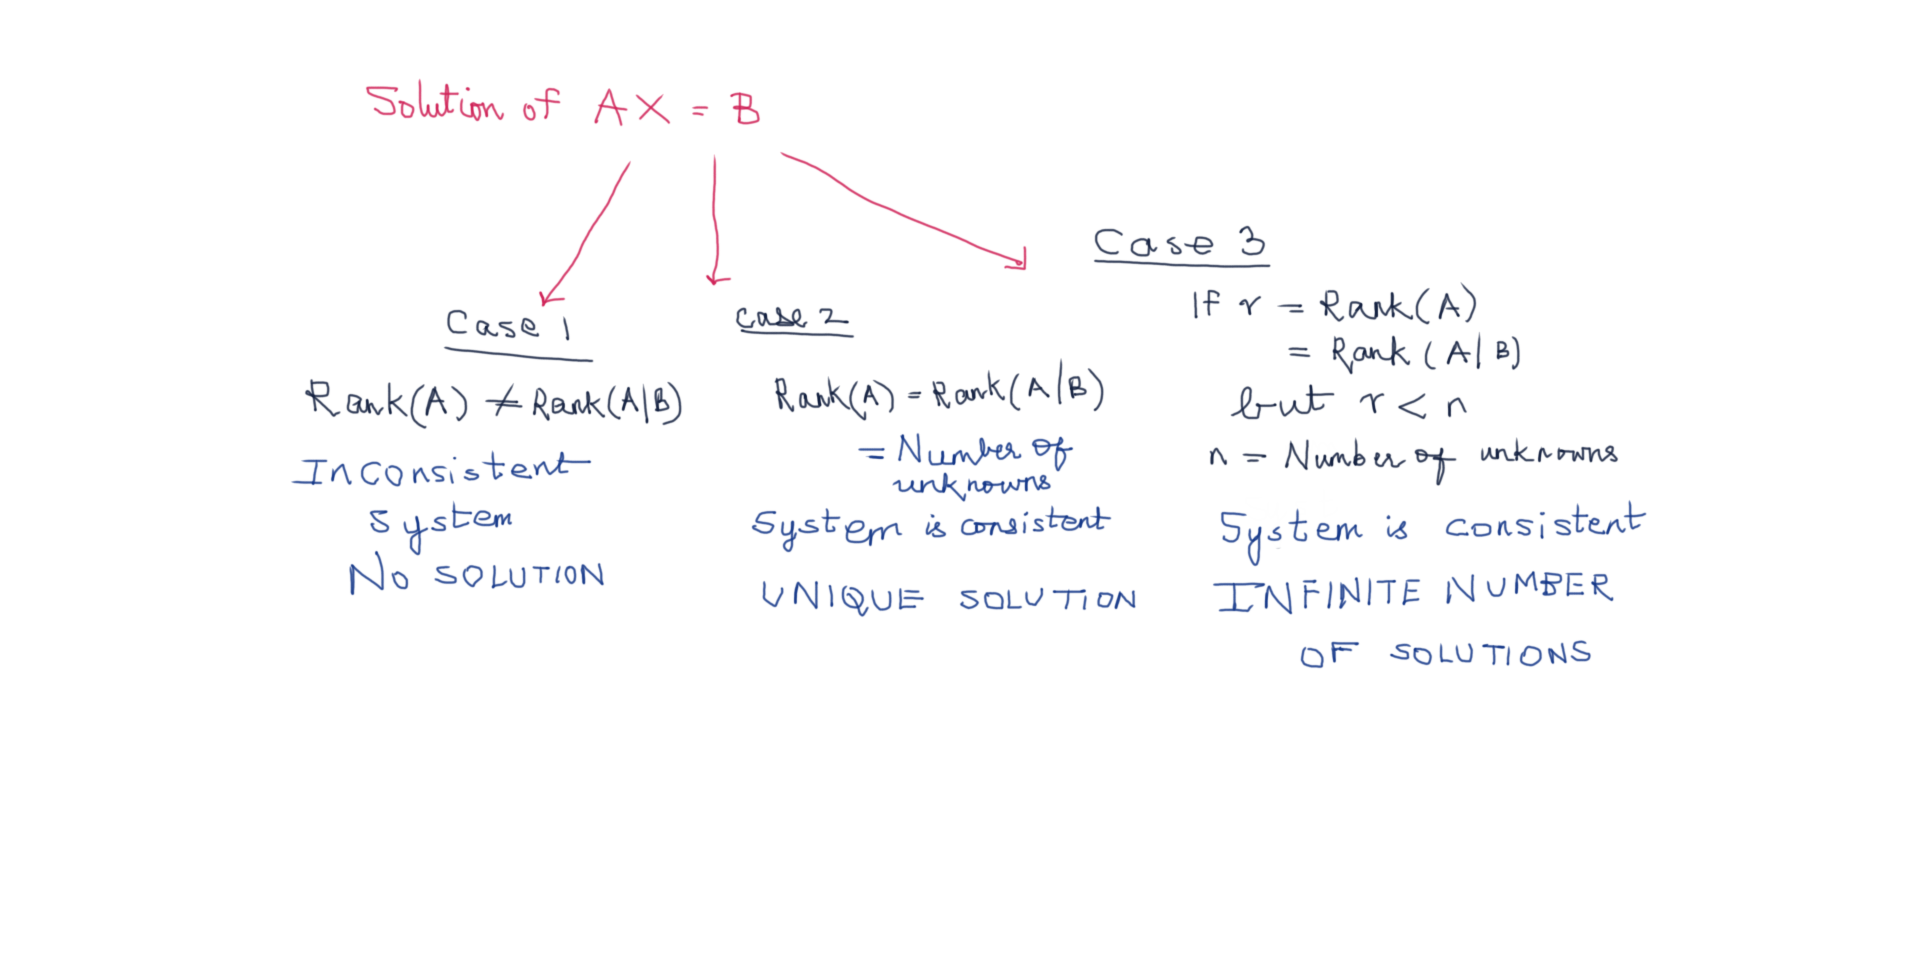 Solution of AX = B
Case 1
Rank(A) ≠ Rank(A|B)
Inconsistent
System
No SOLUTION
case 2
Rank(A) = Rank(A|B)
= Number of
unknowns
System is consistent
UNIQUE SOLUTION
Case 3
If r = Rank(A)
= Rank (A|B)
but r < n
n = Number of unknowns
System is consistent
INFINITE NUMBER
OF SOLUTIONS